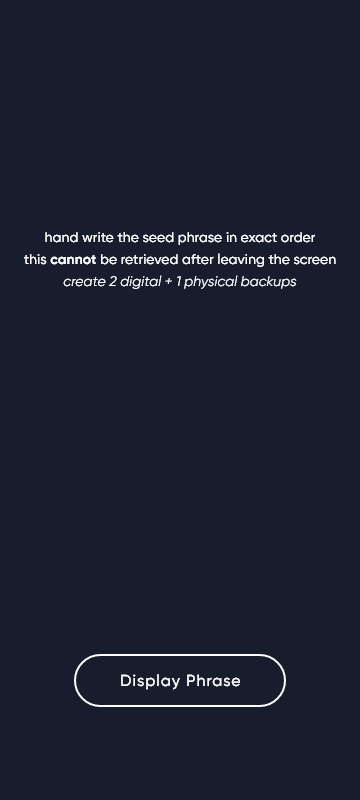 hand write the seed phrase in exact order
this cannot be retrieved after leaving the screen
create 2 digital + 1 physical backups
Display Phrase